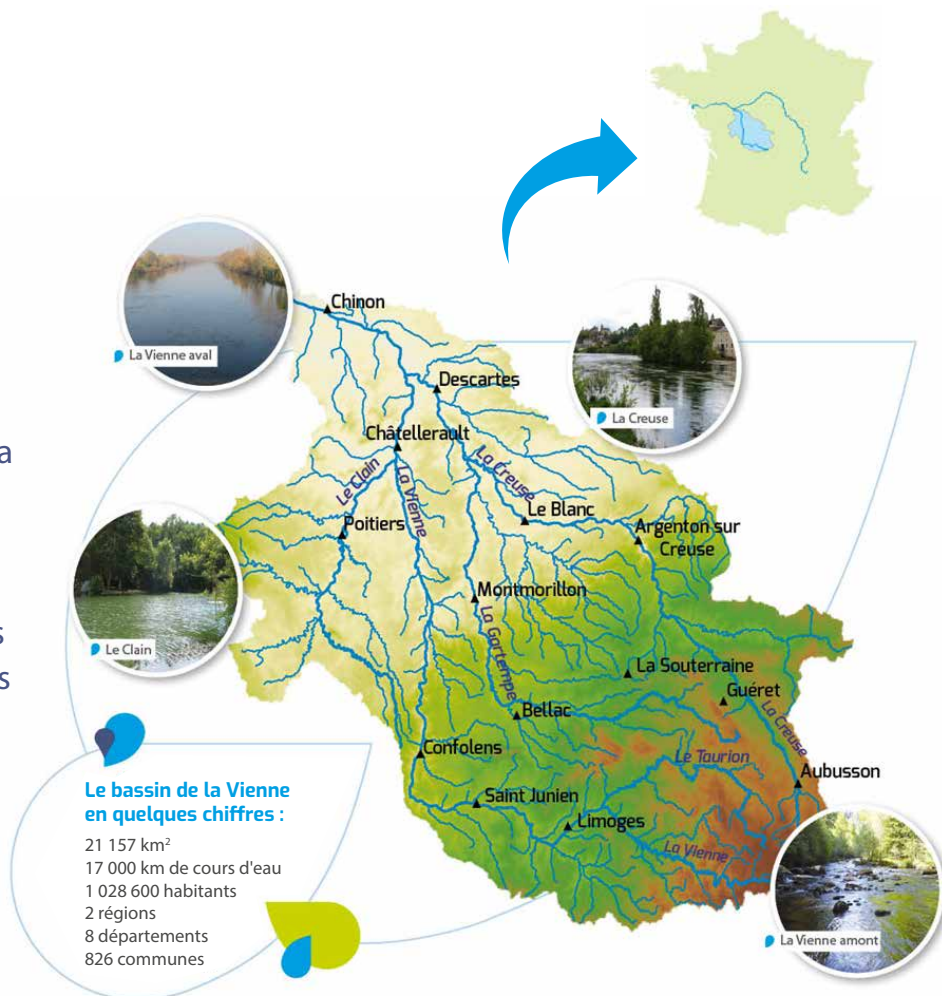 Chinon
La Vienne aval
Descartes
La Creuse
a
Châtellerault
La Creuse
Le Clain
La Vienne
Le Blanc
Poitiers
Argenton sur
Creuse
Montmorillon
Le Clain
s
La Gartempe
La Souterraine
s
Guéret
Bellac
La Creuse
Confolens
Le Taurion
Aubusson
Le bassin de la Vienne
en quelques chiffres :
Saint Junien
Limoges
21 157 km²
La Vienne
17 000 km de cours d'eau
1 028 600 habitants
2 régions
8 départements
La Vienne amont
826 communes